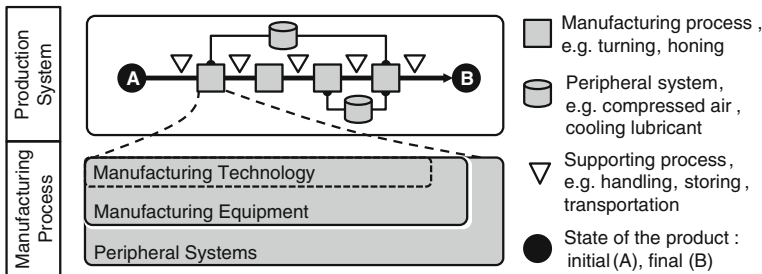 Production
System
A
B
Manufacturing
Process
Manufacturing Technology
Manufacturing Equipment
Peripheral Systems
Manufacturing process ,
e.g. turning, honing
Peripheral system,
e.g. compressed air ,
cooling lubricant
Supporting process ,
e.g. handling, storing ,
transportation
State of the product :
initial (A), final (B)